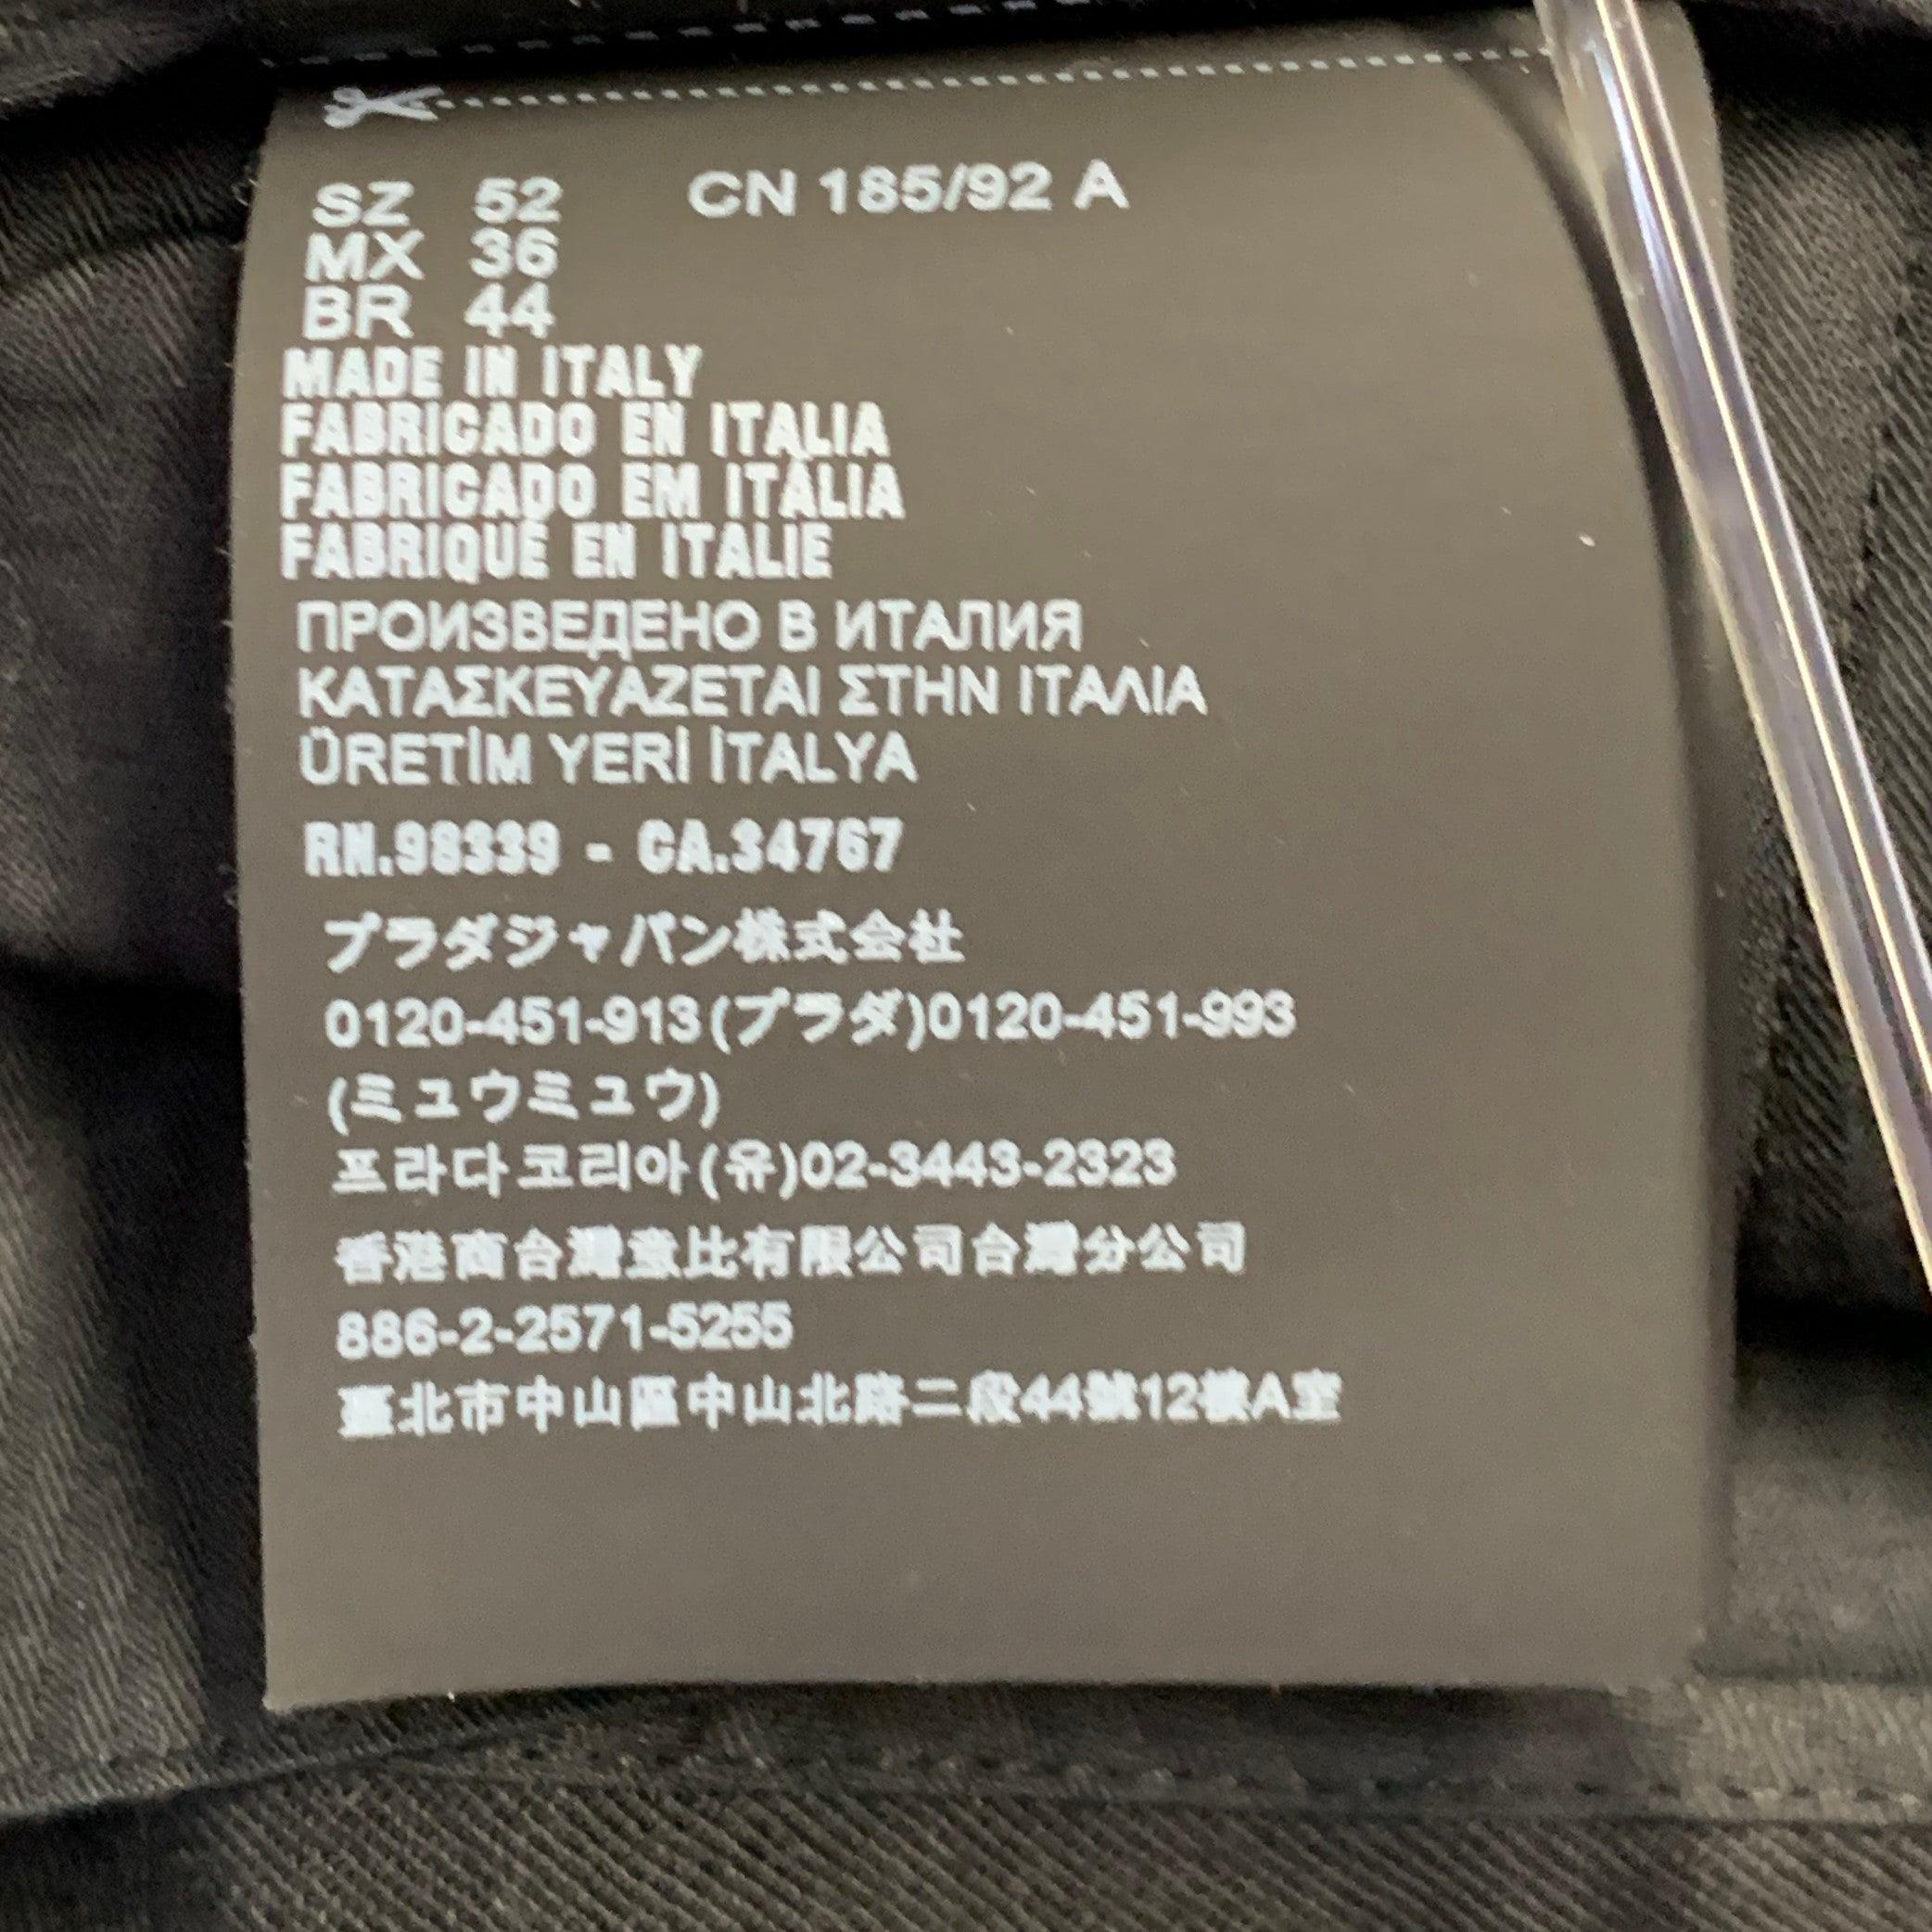 SZ 52 CN 185/92 A
MX 36
BR 44
MADE IN ITALY
FABRICADO EN ITALIA
FABRICADO EM ITÁLIA
FABRIQUÉ EN ITALIE
ПРОИЗВЕДЕНО В ИТАЛИЯ
ΚΑΤΑΣΚΕΥΑΖΕΤΑΙ ΣΤΗΝ ΙΤΑΛΙΑ
ÜRETİM YERİ İTALYA
RN.98339 - CA.34767
プラダジャパン株式会社
0120-451-913(プラダ)0120-451-993
(ミュウミュウ)
프라다코리아(유)02-3443-2323
香港商台灣意比有限公司台灣分公司
886-2-2571-5255
臺北市中山區中山北路二段44號12樓A室